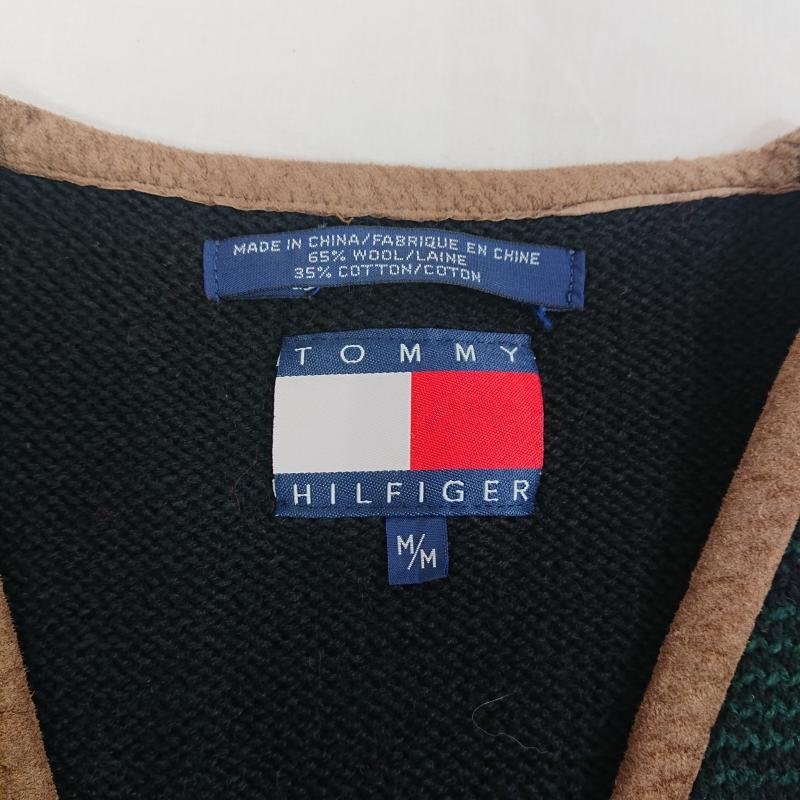 MADE IN CHINA/FABRIQUE EN CHINE
65% WOOL/LAINE
35% COTTON/COTON
TOMMY
HILFIGER
M/M